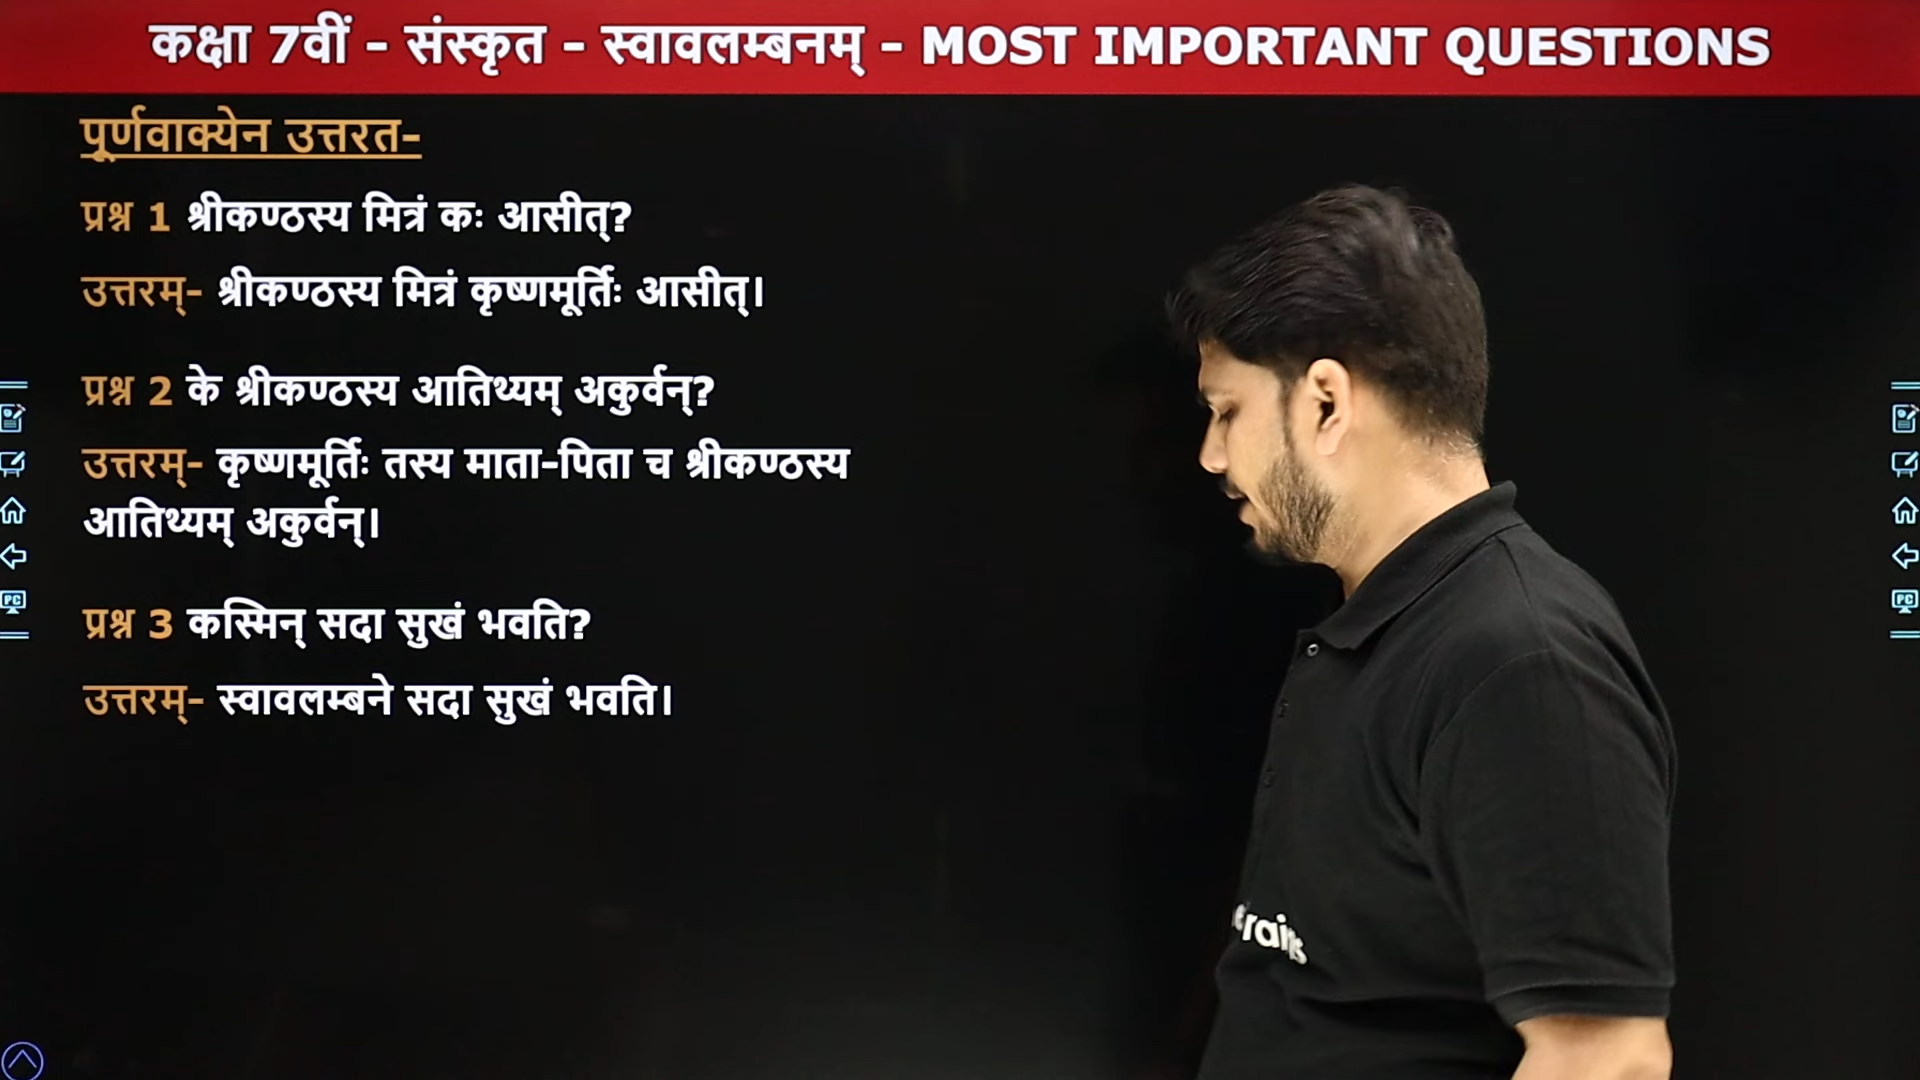 कक्षा 7वीं - संस्कृत - स्वावलम्बनम् - MOST IMPORTANT QUESTIONS
पूर्णवाक्येन उत्तरत-
प्रश्न 1 श्रीकण्ठस्य मित्रं कः आसीत्?
उत्तरम्- श्रीकण्ठस्य मित्रं कृष्णमूर्तिः आसीत्।
प्रश्न 2 के श्रीकण्ठस्य आतिथ्यम् अकुर्वन्?
उत्तरम्- कृष्णमूर्तिः तस्य माता-पिता च श्रीकण्ठस्य
आतिथ्यम् अकुर्वन्।
प्रश्न 3 कस्मिन् सदा सुखं भवति?
उत्तरम्- स्वावलम्बने सदा सुखं भवति।
PC
PC